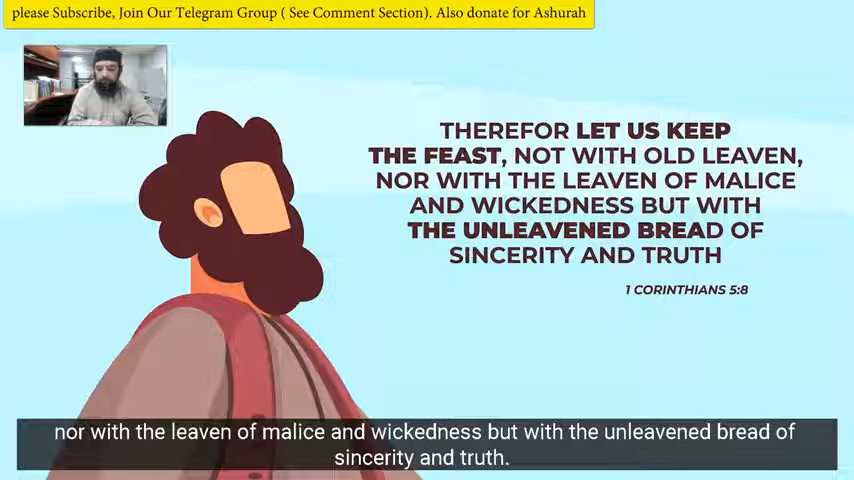 please Subscribe, Join Our Telegram Group ( See Comment Section). Also donate for Ashurah
THEREFOR LET US KEEP
THE FEAST, NOT WITH OLD LEAVEN,
NOR WITH THE LEAVEN OF MALICE
AND WICKEDNESS BUT WITH
THE UNLEAVENED BREAD OF
SINCERITY AND TRUTH
1 CORINTHIANS 5:8
nor with the leaven of malice and wickedness but with the unleavened bread of
sincerity and truth.